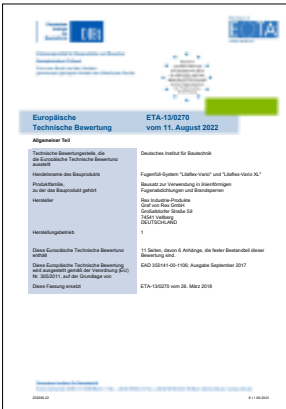 DIBt
EOTA
Europäische
Technische Bewertung
ETA-13/0270
vom 11. August 2022
Allgemeiner Teil
Technische Bewertungsstelle, die
die Europäische Technische Bewertung
ausstellt
Deutsches Institut für Bautechnik
Handelsname des Bauprodukts
Fugenfüll-System "Litaflex-Vario" und "Litaflex-Vario XL"
Produktfamilie,
zu der das Bauprodukt gehört
Bausatz zur Verwendung in linienförmigen
Fugenabdichtungen und Brandsperren
Hersteller
Rex Industrie-Produkte
Graf von Rex GmbH
Großaltdorfer Straße 59
74541 Vellberg
DEUTSCHLAND
Herstellungsbetrieb
1
Diese Europäische Technische Bewertung
enthält
11 Seiten, davon 6 Anhänge, die fester Bestandteil dieser
Bewertung sind.
Diese Europäische Technische Bewertung
wird ausgestellt gemäß der Verordnung (EU)
Nr. 305/2011, auf der Grundlage von
EAD 350141-00-1106; Ausgabe September 2017
Diese Fassung ersetzt
ETA-13/0270 vom 28. März 2018